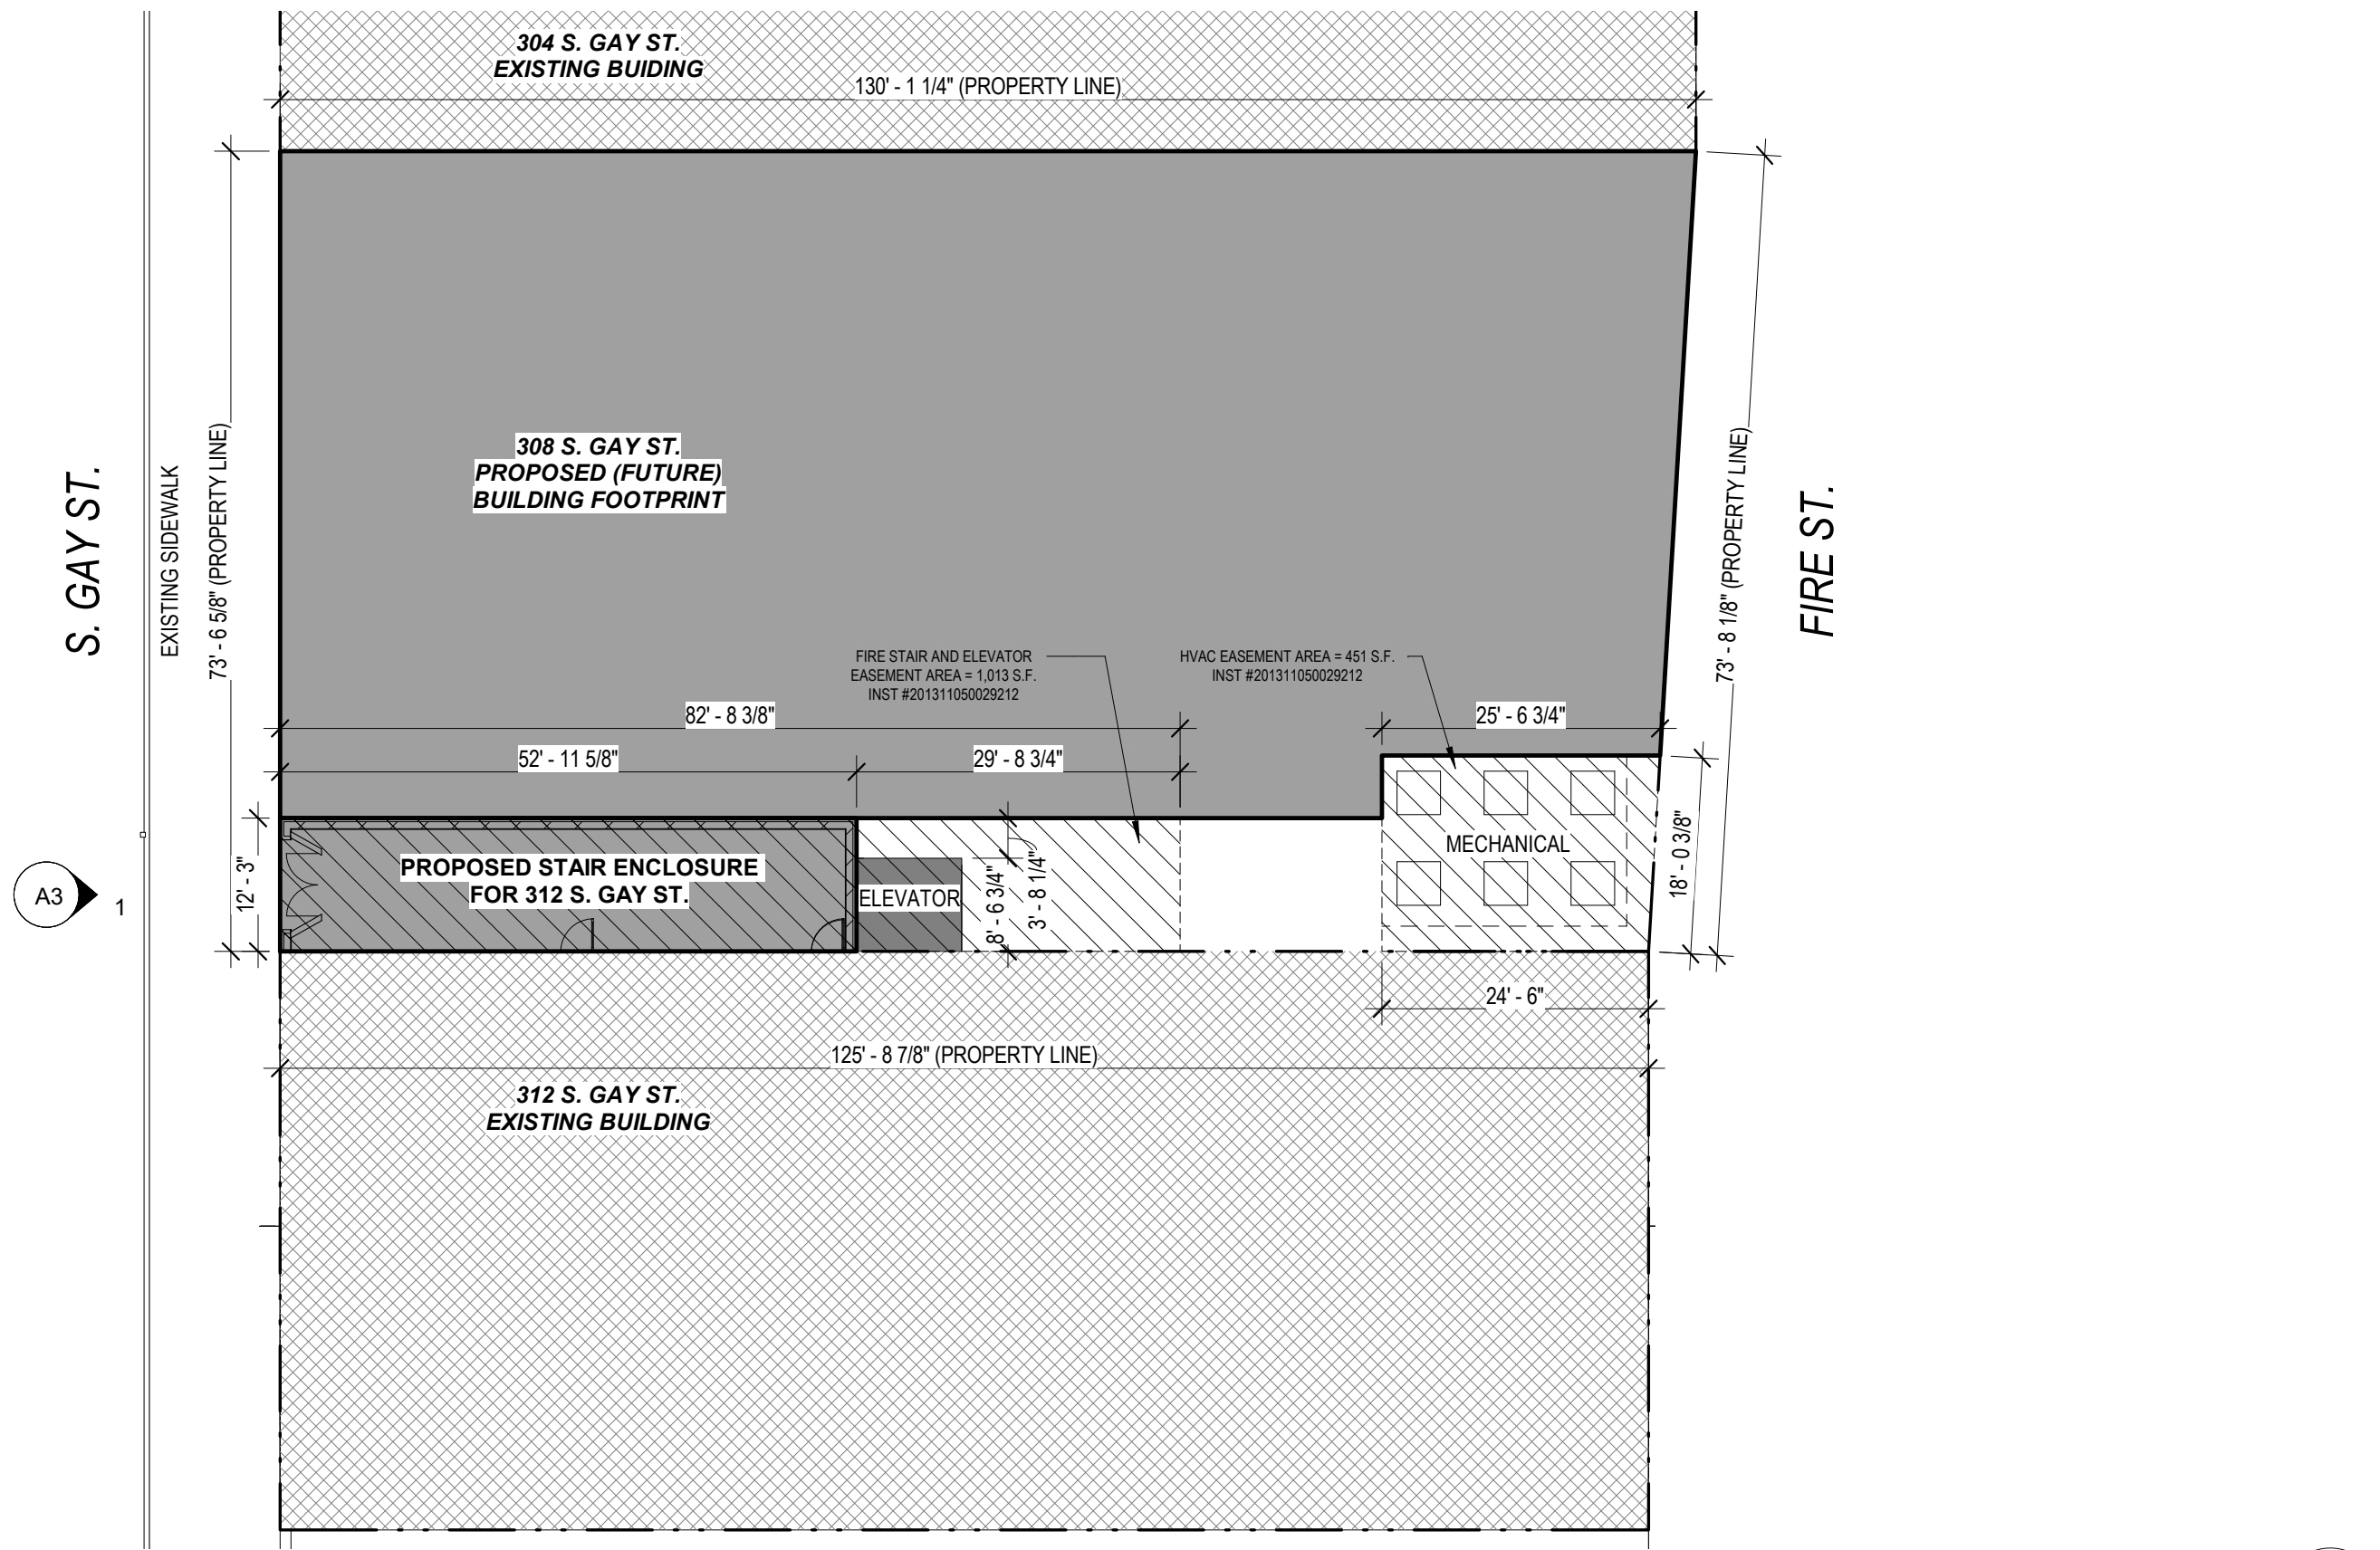 304 S. GAY ST.
EXISTING BUIDING
130' - 1 1/4" (PROPERTY LINE)
S. GAY ST.
EXISTING SIDEWALK
73' - 6 5/8" (PROPERTY LINE)
308 S. GAY ST.
PROPOSED (FUTURE)
BUILDING FOOTPRINT
73' - 8 1/8" (PROPERTY LINE)
FIRE ST.
FIRE STAIR AND ELEVATOR
EASEMENT AREA = 1,013 S.F.
INST #201311050029212
HVAC EASEMENT AREA = 451 S.F.
INST #201311050029212
82' - 8 3/8"
25' - 6 3/4"
52' - 11 5/8"
29' - 8 3/4"
12' - 3"
PROPOSED STAIR ENCLOSURE
FOR 312 S. GAY ST.
ELEVATOR
8' - 6 3/4"
3' - 8 1/4"
MECHANICAL
18' - 0 3/8"
A3
1
24' - 6"
125' - 8 7/8" (PROPERTY LINE)
312 S. GAY ST.
EXISTING BUILDING